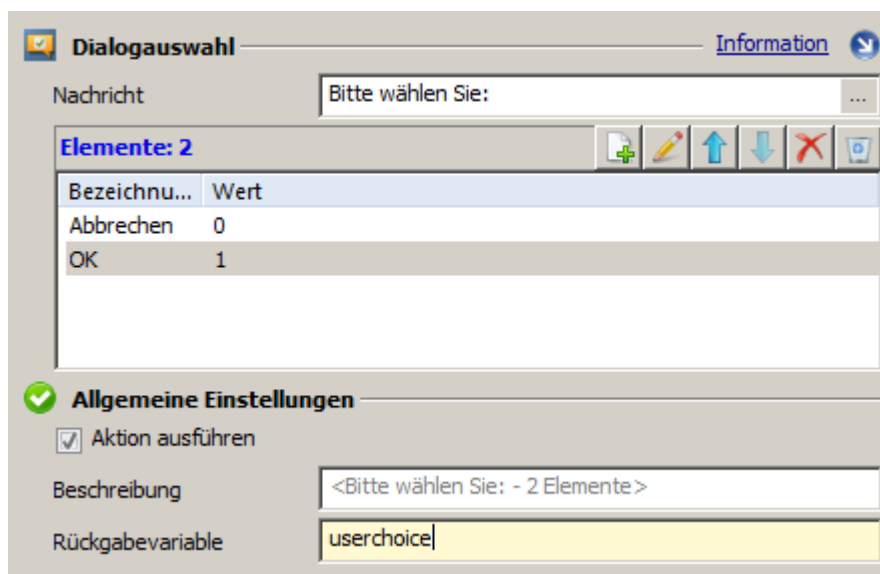 Dialogauswahl Information
Nachricht Bitte wählen Sie: ...
Elemente: 2
Bezeichnu... Wert
Abbrechen 0
OK 1
Allgemeine Einstellungen
Aktion ausführen
Beschreibung <Bitte wählen Sie: - 2 Elemente>
Rückgabevariable userchoice